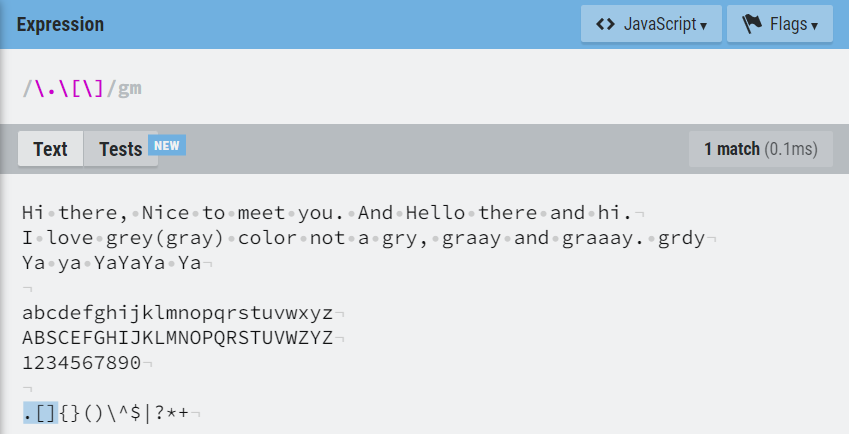 Expression
<> JavaScript ▾
Flags ▾
/\.\[\]/gm
Text
Tests
NEW
1 match (0.1ms)
Hi there, Nice to meet you. And Hello there and hi.
I love grey(gray) color not a gry, graay and graaay. grdy
Ya ya YaYaYa Ya
abcdefghijklmnopqrstuvwxyz
ABSCEFGHIJKLMNOPQRSTUVWZYZ
1234567890
.[]{}()\^$|?*+